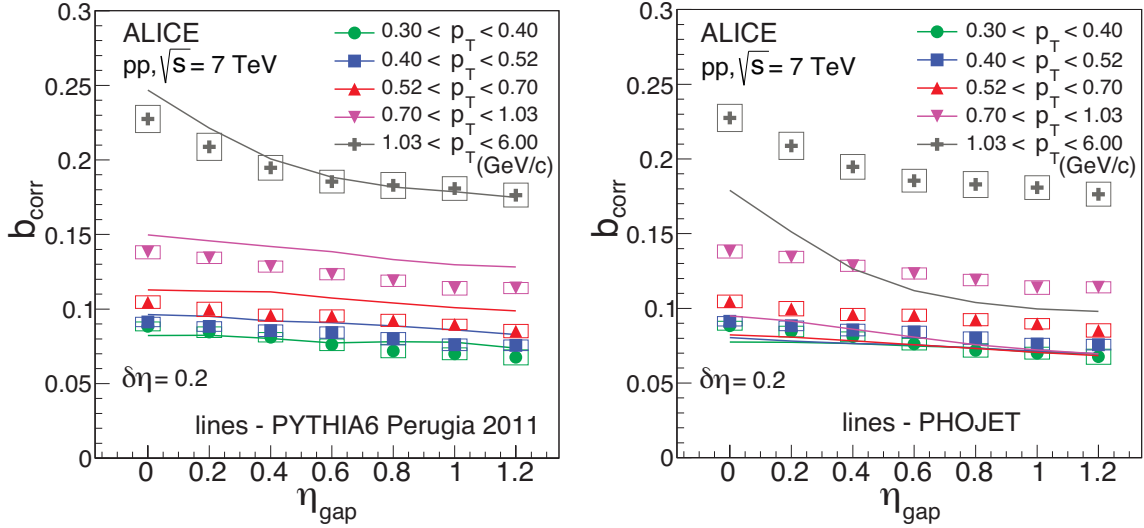 0.3
0.25
0.2
0.15
0.1
0.05
0
b_corr
ALICE
pp, √s = 7 TeV
0.30 < p_T < 0.40
0.40 < p_T < 0.52
0.52 < p_T < 0.70
0.70 < p_T < 1.03
1.03 < p_T < 6.00
(GeV/c)
δη = 0.2
lines - PYTHIA6 Perugia 2011
0 0.2 0.4 0.6 0.8 1 1.2
η_gap
0.3
0.25
0.2
0.15
0.1
0.05
0
b_corr
ALICE
pp, √s = 7 TeV
0.30 < p_T < 0.40
0.40 < p_T < 0.52
0.52 < p_T < 0.70
0.70 < p_T < 1.03
1.03 < p_T < 6.00
(GeV/c)
δη = 0.2
lines - PHOJET
0 0.2 0.4 0.6 0.8 1 1.2
η_gap